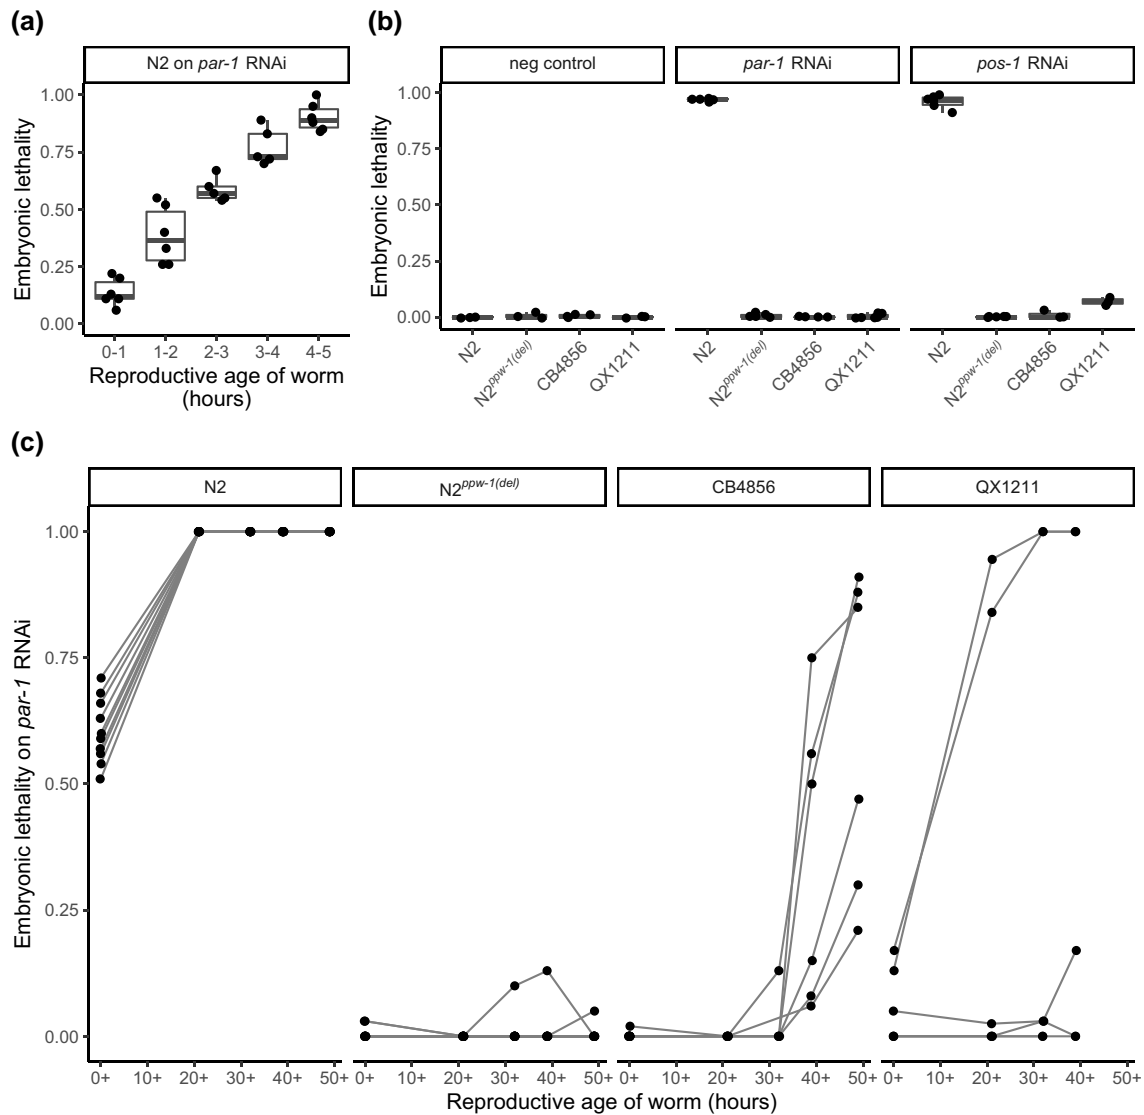 (a)
N2 on par-1 RNAi
Embryonic lethality
1.00
0.75
0.50
0.25
0.00
0-1 1-2 2-3 3-4 4-5
Reproductive age of worm
(hours)
(b)
neg control par-1 RNAi pos-1 RNAi
Embryonic lethality
1.00
0.75
0.50
0.25
0.00
N2 N2ppw-1(del) CB4856 QX1211 N2 N2ppw-1(del) CB4856 QX1211 N2 N2ppw-1(del) CB4856 QX1211
(c)
N2 N2ppw-1(del) CB4856 QX1211
Embryonic lethality on par-1 RNAi
1.00
0.75
0.50
0.25
0.00
0+ 10+ 20+ 30+ 40+ 50+ 0+ 10+ 20+ 30+ 40+ 50+ 0+ 10+ 20+ 30+ 40+ 50+ 0+ 10+ 20+ 30+ 40+ 50+
Reproductive age of worm (hours)